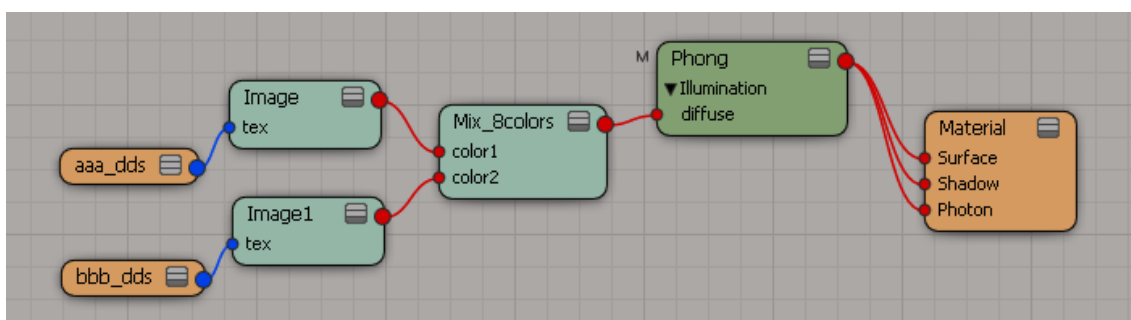 aaa_dds
Image
tex
bbb_dds
Image1
tex
Mix_8colors
color1
color2
M
Phong
▼Illumination
diffuse
Material
Surface
Shadow
Photon